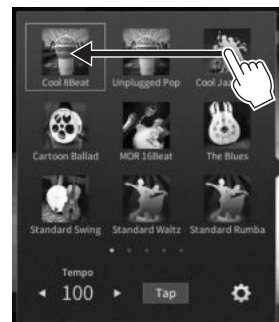 Cool 8Beat Unplugged Pop Cool Ja
Cartoon Ballad MOR 16Beat The Blues
Standard Swing Standard Waltz Standard Rumba
Tempo
100 Tap